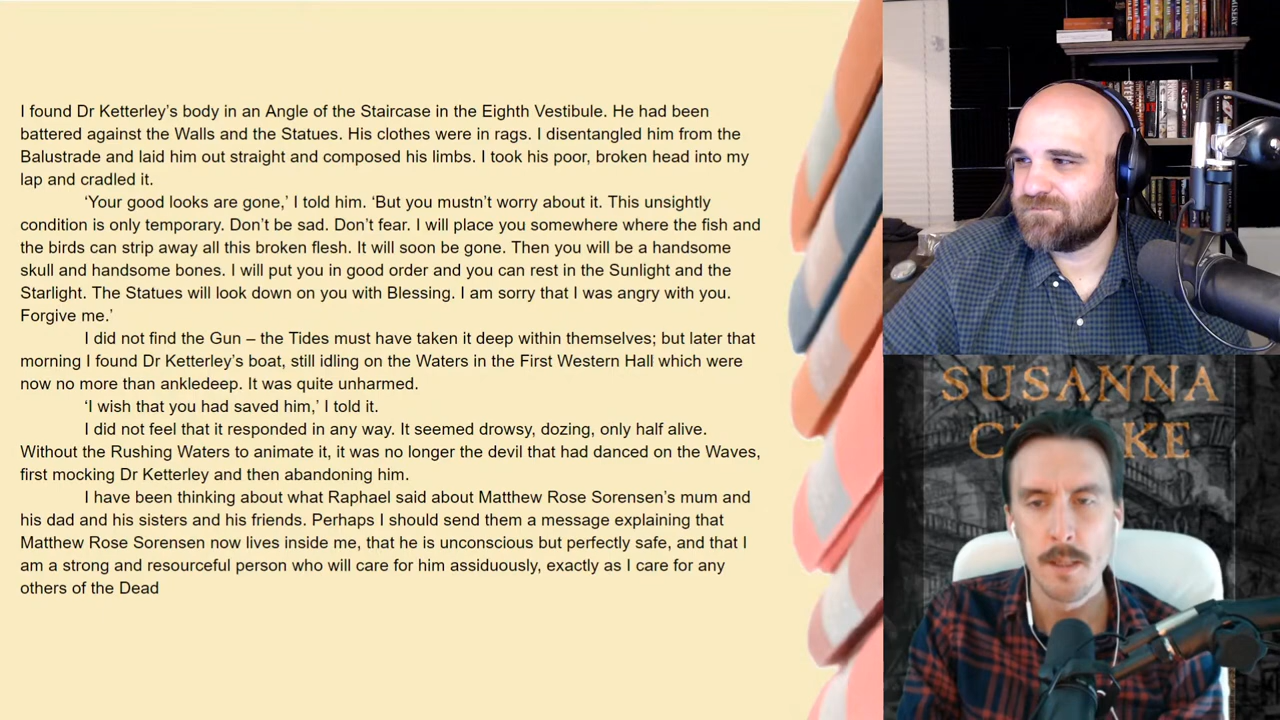 I found Dr Ketterley’s body in an Angle of the Staircase in the Eighth Vestibule. He had been
battered against the Walls and the Statues. His clothes were in rags. I disentangled him from the
Balustrade and laid him out straight and composed his limbs. I took his poor, broken head into my
lap and cradled it.
‘Your good looks are gone,’ I told him. ‘But you mustn’t worry about it. This unsightly
condition is only temporary. Don’t be sad. Don’t fear. I will place you somewhere where the fish and
the birds can strip away all this broken flesh. It will soon be gone. Then you will be a handsome
skull and handsome bones. I will put you in good order and you can rest in the Sunlight and the
Starlight. The Statues will look down on you with Blessing. I am sorry that I was angry with you.
Forgive me.’
I did not find the Gun – the Tides must have taken it deep within themselves; but later that
morning I found Dr Ketterley’s boat, still idling on the Waters in the First Western Hall which were
now no more than ankledeep. It was quite unharmed.
‘I wish that you had saved him,’ I told it.
I did not feel that it responded in any way. It seemed drowsy, dozing, only half alive.
Without the Rushing Waters to animate it, it was no longer the devil that had danced on the Waves,
first mocking Dr Ketterley and then abandoning him.
I have been thinking about what Raphael said about Matthew Rose Sorensen’s mum and
his dad and his sisters and his friends. Perhaps I should send them a message explaining that
Matthew Rose Sorensen now lives inside me, that he is unconscious but perfectly safe, and that I
am a strong and resourceful person who will care for him assiduously, exactly as I care for any
others of the Dead
MISERY
SUSANNA